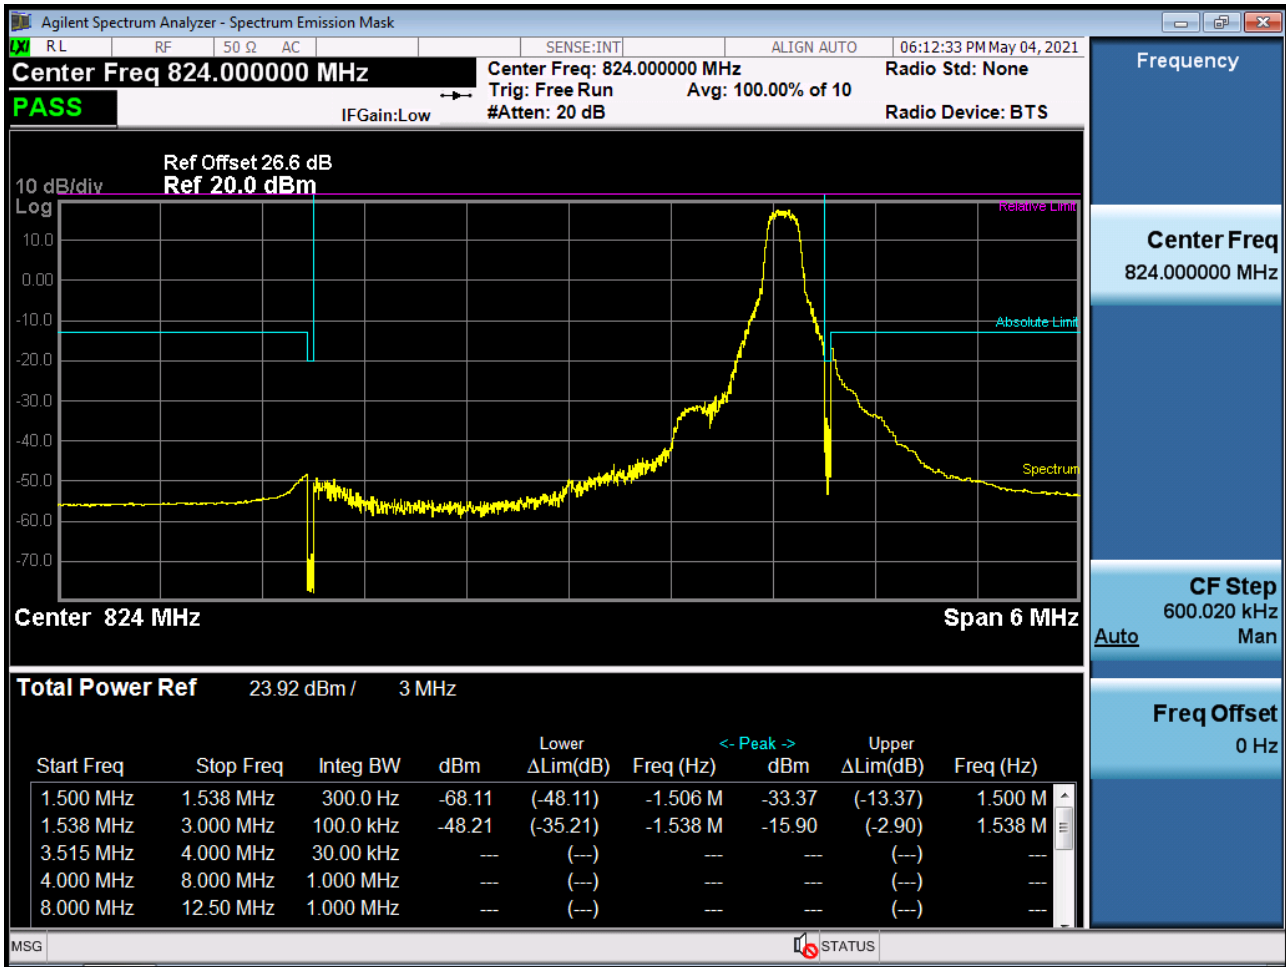 Agilent Spectrum Analyzer - Spectrum Emission Mask
LXI RL RF 50 Ω AC SENSE:INT ALIGN AUTO 06:12:33 PM May 04, 2021
Center Freq 824.000000 MHz
Center Freq: 824.000000 MHz Radio Std: None
Trig: Free Run Avg: 100.00% of 10
PASS
IFGain:Low #Atten: 20 dB Radio Device: BTS
Ref Offset 26.6 dB
10 dB/div Ref 20.0 dBm
Log
Relative Limit
10.0
0.00
-10.0
Absolute Limit
-20.0
-30.0
-40.0
Spectrum
-50.0
-60.0
-70.0
Center 824 MHz Span 6 MHz
Total Power Ref 23.92 dBm / 3 MHz
Lower <- Peak -> Upper
Start Freq Stop Freq Integ BW dBm ΔLim(dB) Freq (Hz) dBm ΔLim(dB) Freq (Hz)
1.500 MHz 1.538 MHz 300.0 Hz -68.11 (-48.11) -1.506 M -33.37 (-13.37) 1.500 M
1.538 MHz 3.000 MHz 100.0 kHz -48.21 (-35.21) -1.538 M -15.90 (-2.90) 1.538 M
3.515 MHz 4.000 MHz 30.00 kHz --- (---) --- --- (---) ---
4.000 MHz 8.000 MHz 1.000 MHz --- (---) --- --- (---) ---
8.000 MHz 12.50 MHz 1.000 MHz --- (---) --- --- (---) ---
MSG STATUS
Frequency
Center Freq
824.000000 MHz
CF Step
600.020 kHz
Auto Man
Freq Offset
0 Hz